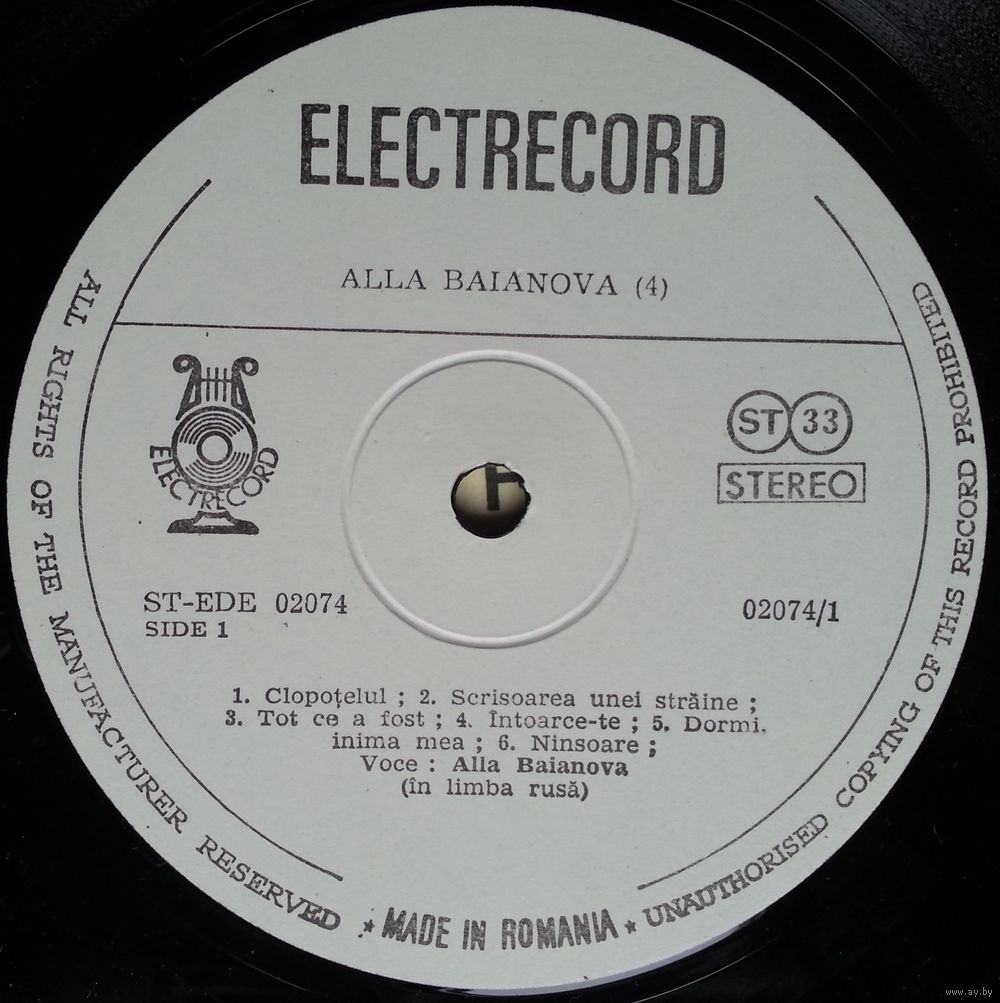 ELECTRECORD
ALLA BAIANOVA (4)
ELECTRECORD
ST 33
STEREO
ST-EDE 02074
SIDE 1
02074/1
1. Clopoțelul ; 2. Scrisoarea unei străine ;
3. Tot ce a fost ; 4. Întoarce-te ; 5. Dormi,
inima mea ; 6. Ninsoare ;
Voce : Alla Baianova
(în limba rusă)
ALL RIGHTS OF THE MANUFACTURER RESERVED
* MADE IN ROMANIA *
UNAUTHORISED COPYING OF THIS RECORD PROHIBITED
www.ay.by